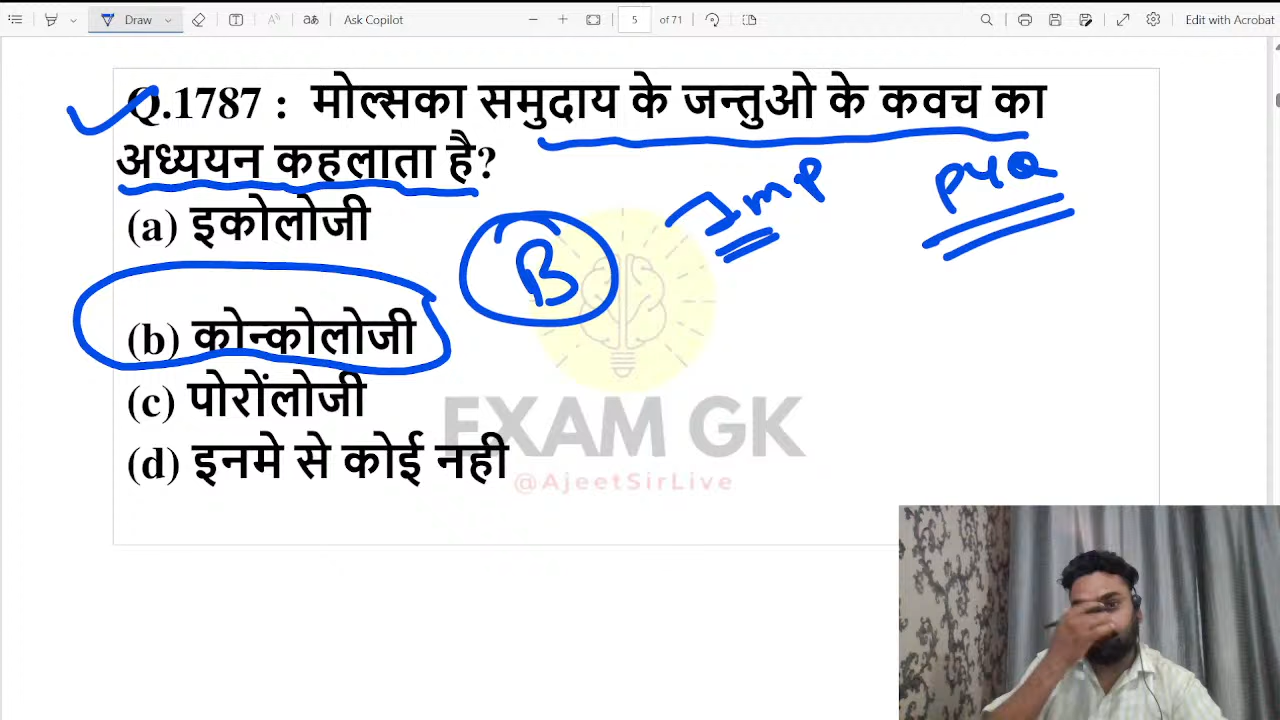 Draw
Ask Copilot
5 of 71
Edit with Acrobat
Q.1787 : मोल्सका समुदाय के जन्तुओ के कवच का
अध्ययन कहलाता है?
Imp
PYQ
(a) इकोलोजी
B
(b) कोन्कोलोजी
(c) पोरोंलोजी
(d) इनमे से कोई नही
EXAM GK
@AjeetSirLive